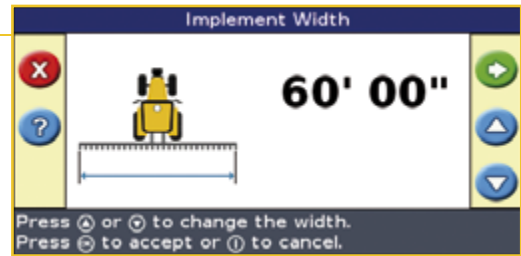 Implement Width
60' 00"
Press or to change the width.
Press to accept or to cancel.